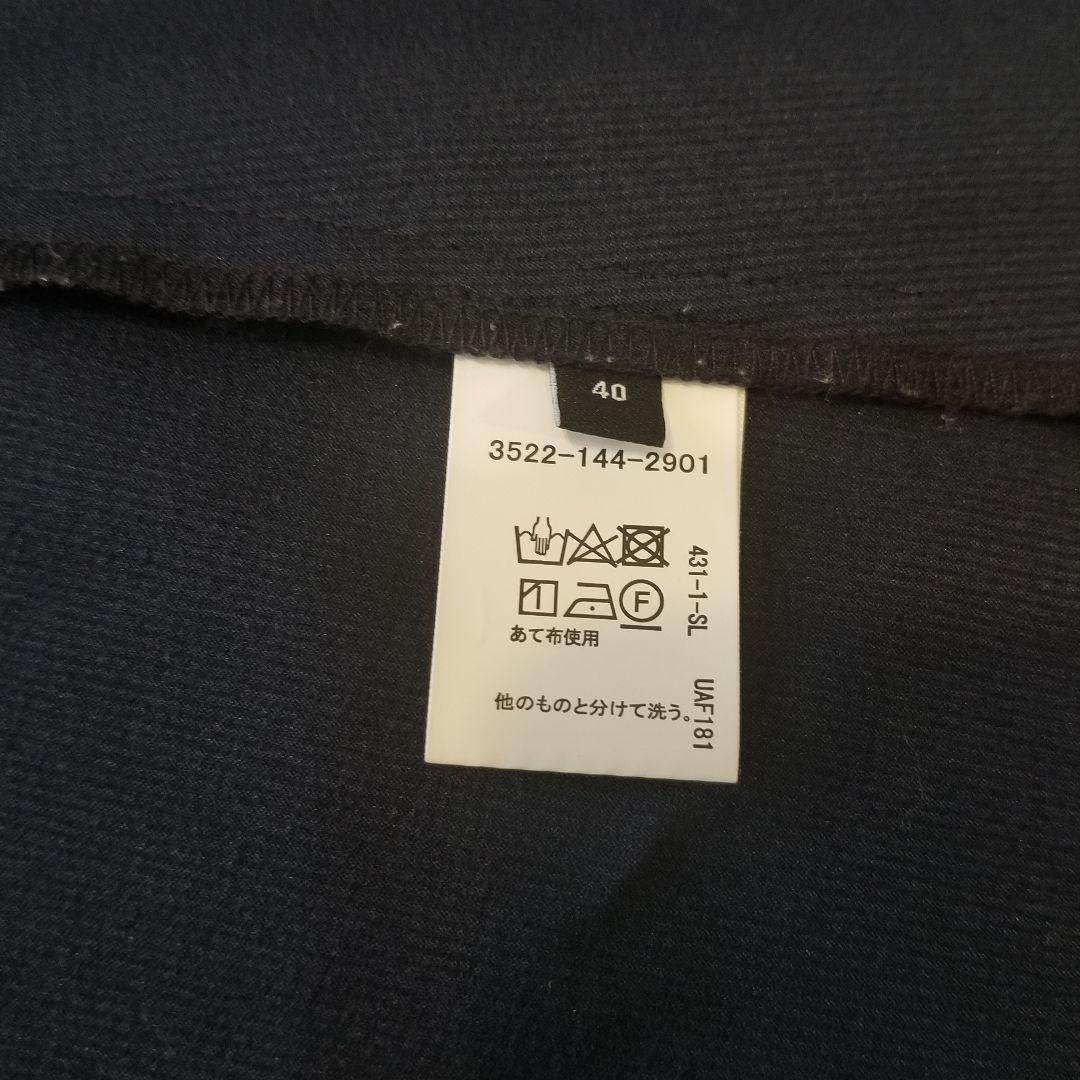 40
3522-144-2901
F
あて布使用
他のものと分けて洗う。
431-1-SL
UAF181